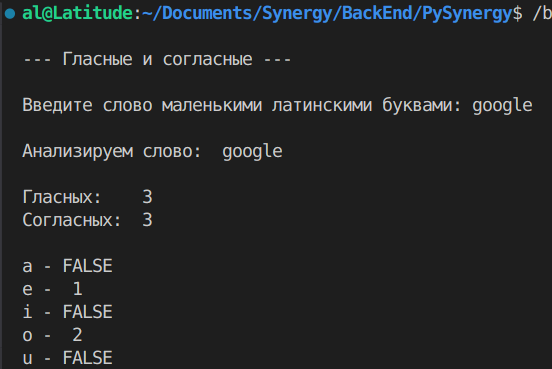 al@Latitude:~/Documents/Synergy/BackEnd/PySynergy$ /b
--- Гласные и согласные ---
Введите слово маленькими латинскими буквами: google
Анализируем слово:  google
Гласных:    3
Согласных:  3
a - FALSE
e -  1
i - FALSE
o -  2
u - FALSE